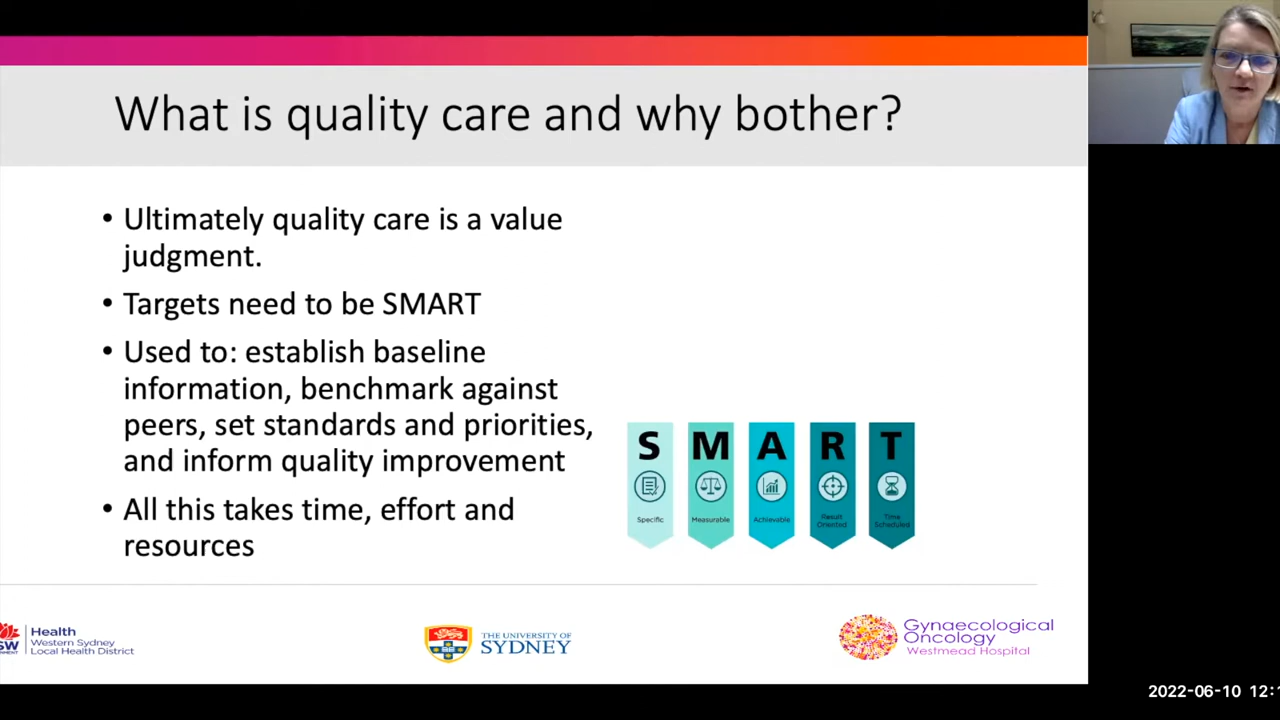 What is quality care and why bother?
• Ultimately quality care is a value
judgment.
• Targets need to be SMART
• Used to: establish baseline
information, benchmark against
peers, set standards and priorities,
and inform quality improvement
• All this takes time, effort and
resources
S M A R T
Specific
Measurable
Achievable
Result
Oriented
Time
Scheduled
Health
Western Sydney
Local Health District
THE UNIVERSITY OF
SYDNEY
Gynaecological
Oncology
Westmead Hospital
2022-06-10 12: